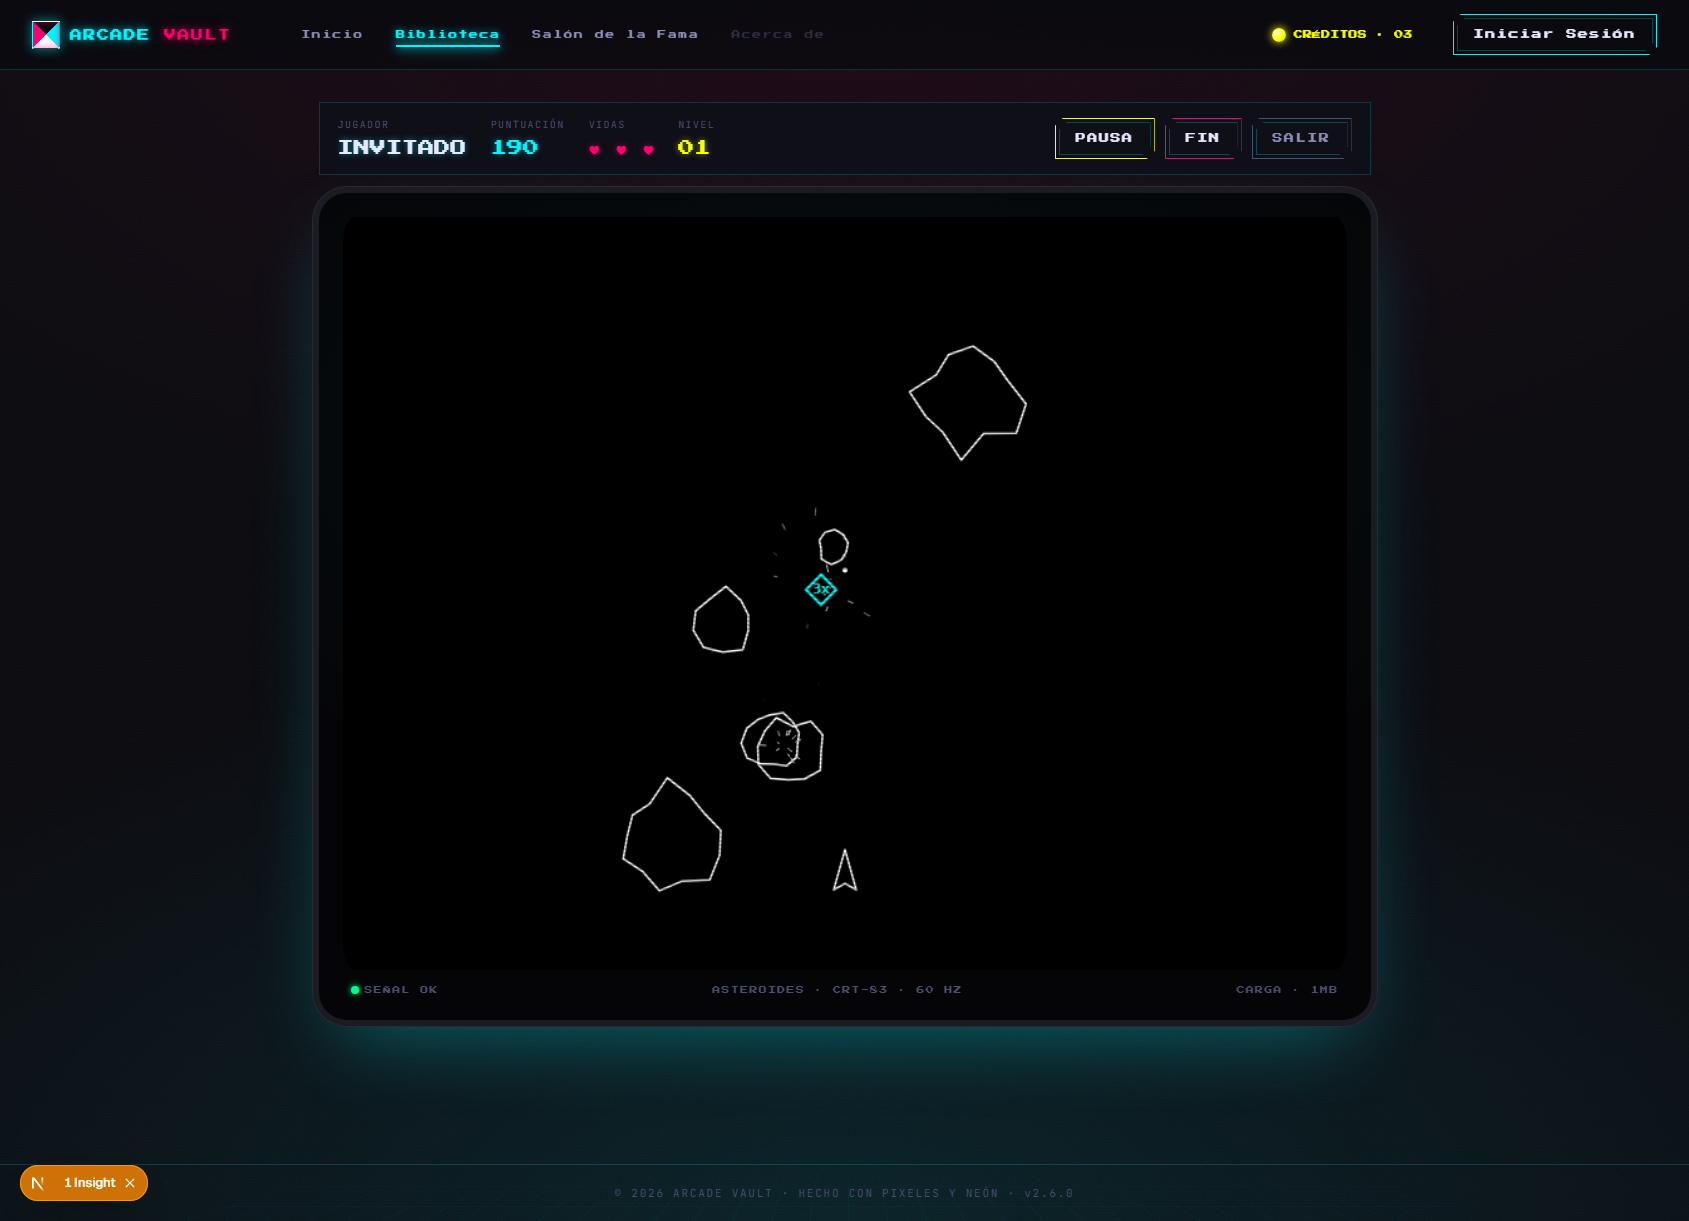 ARCADE VAULT
Inicio
Biblioteca
Salón de la Fama
Acerca de
CRéDITOS · 03
Iniciar Sesión
JUGADOR
INVITADO
PUNTUACIÓN
190
VIDAS
NIVEL
01
PAUSA
FIN
SALIR
3x
SEÑAL OK
ASTEROIDES · CRT-83 · 60 HZ
CARGA · 1MB
N
1 Insight
© 2026 ARCADE VAULT · HECHO CON PIXELES Y NEÓN · v2.6.0